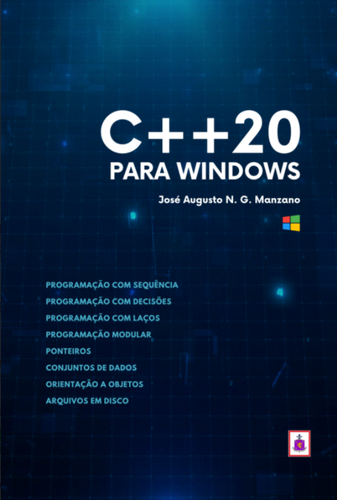 C++20
PARA WINDOWS
José Augusto N. G. Manzano
PROGRAMAÇÃO COM SEQUÊNCIA
PROGRAMAÇÃO COM DECISÕES
PROGRAMAÇÃO COM LAÇOS
PROGRAMAÇÃO MODULAR
PONTEIROS
CONJUNTOS DE DADOS
ORIENTAÇÃO A OBJETOS
ARQUIVOS EM DISCO